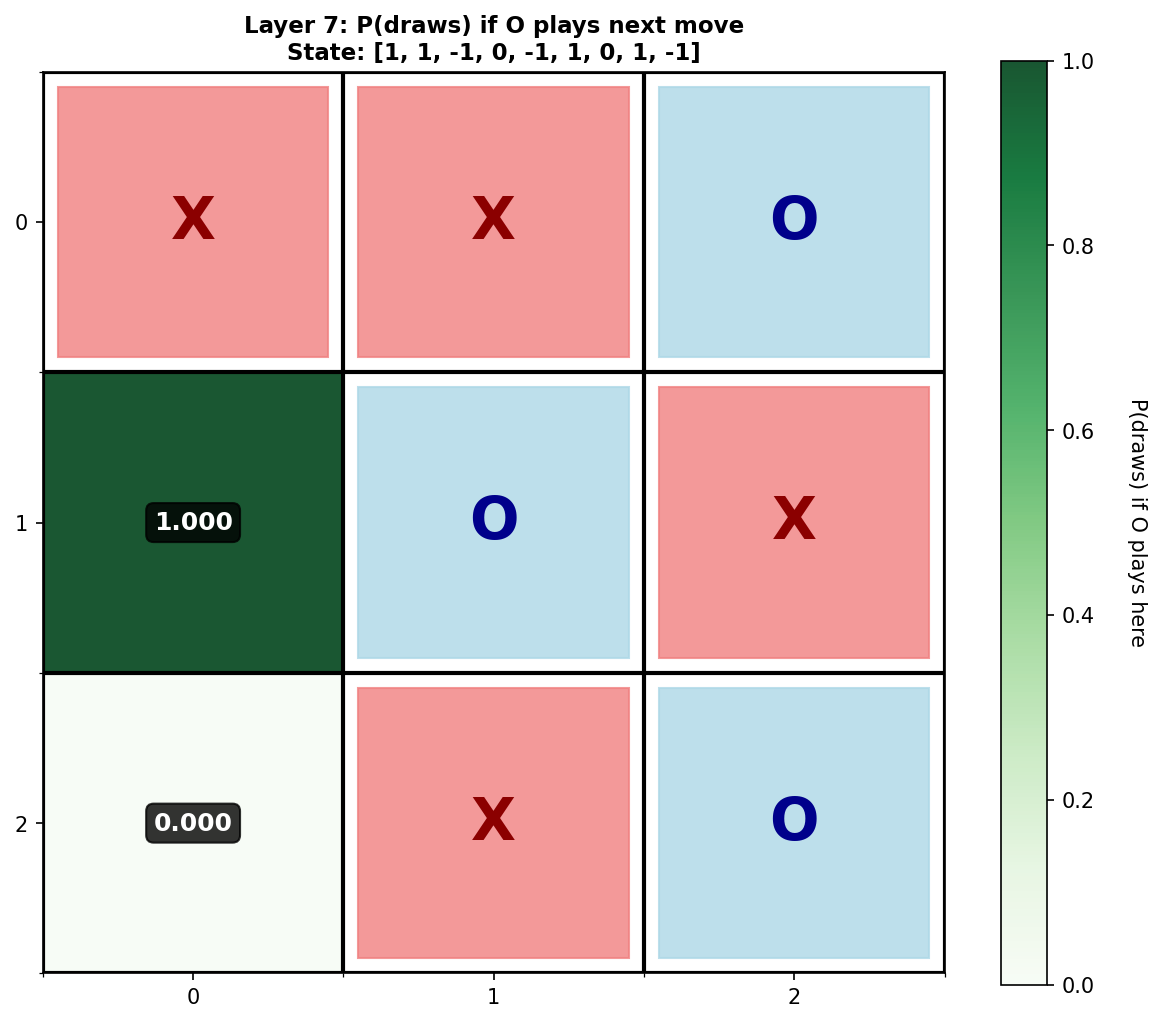 Layer 7: P(draws) if O plays next move
State: [1, 1, -1, 0, -1, 1, 0, 1, -1]
X
X
O
0
1.000
O
X
1
0.000
X
O
2
0
1
2
1.0
0.8
0.6
0.4
0.2
0.0
P(draws) if O plays here